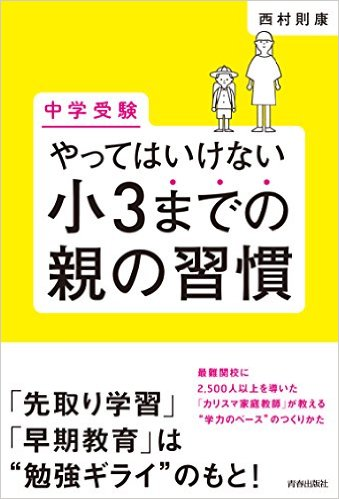 西村則康
中学受験
やってはいけない
小3までの
親の習慣
最難関校に
2,500人以上を導いた
「カリスマ家庭教師」が教える
“学力のベース”のつくりかた
「先取り学習」
「早期教育」は
“勉強ギライ”のもと!
青春出版社